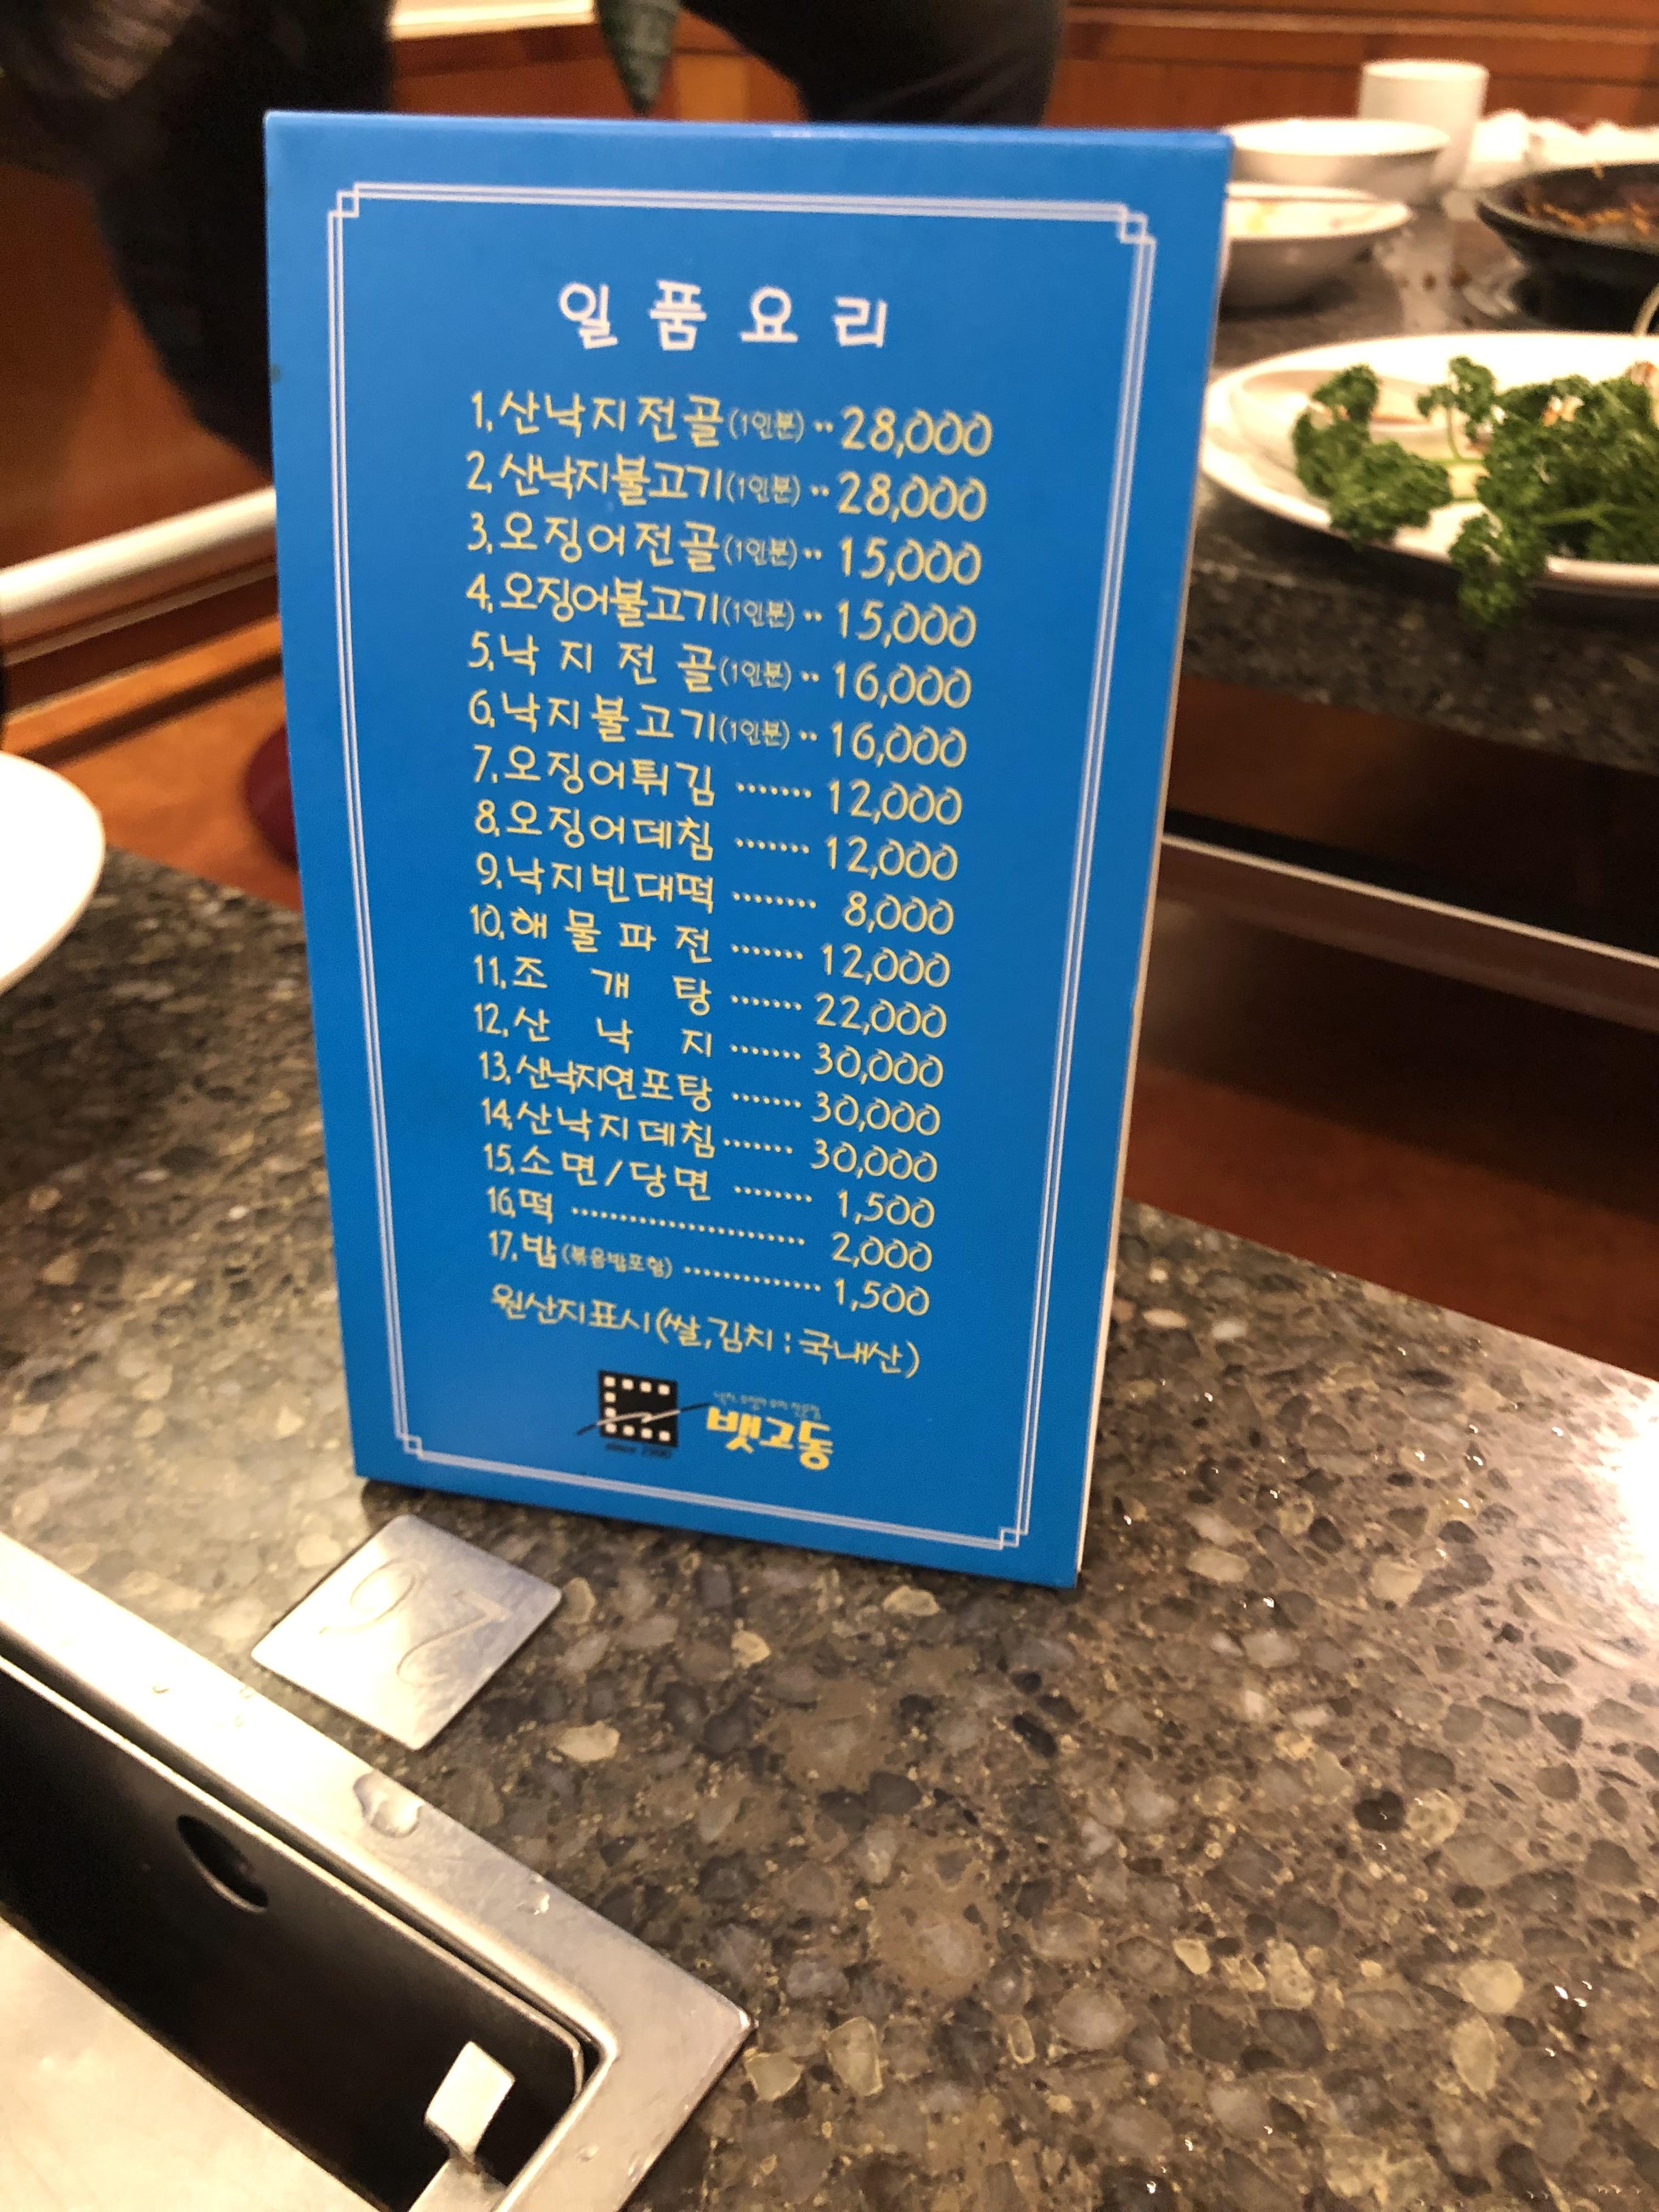 일품요리
1. 산낙지전골(1인분) ·· 28,000
2. 산낙지불고기(1인분) ·· 28,000
3. 오징어전골(1인분) ·· 15,000
4. 오징어불고기(1인분) ·· 15,000
5. 낙지전골(1인분) ·· 16,000
6. 낙지불고기(1인분) ·· 16,000
7. 오징어튀김 ······· 12,000
8. 오징어데침 ······· 12,000
9. 낙지빈대떡 ········ 8,000
10. 해물파전 ······· 12,000
11. 조개탕 ······· 22,000
12. 산낙지 ······· 30,000
13. 산낙지연포탕 ······· 30,000
14. 산낙지데침 ······· 30,000
15. 소면/당면 ········ 1,500
16. 떡 ························ 2,000
17. 밥(볶음밥포함) ·············· 1,500
원산지표시(쌀,김치:국내산)
뱃고동
since
97